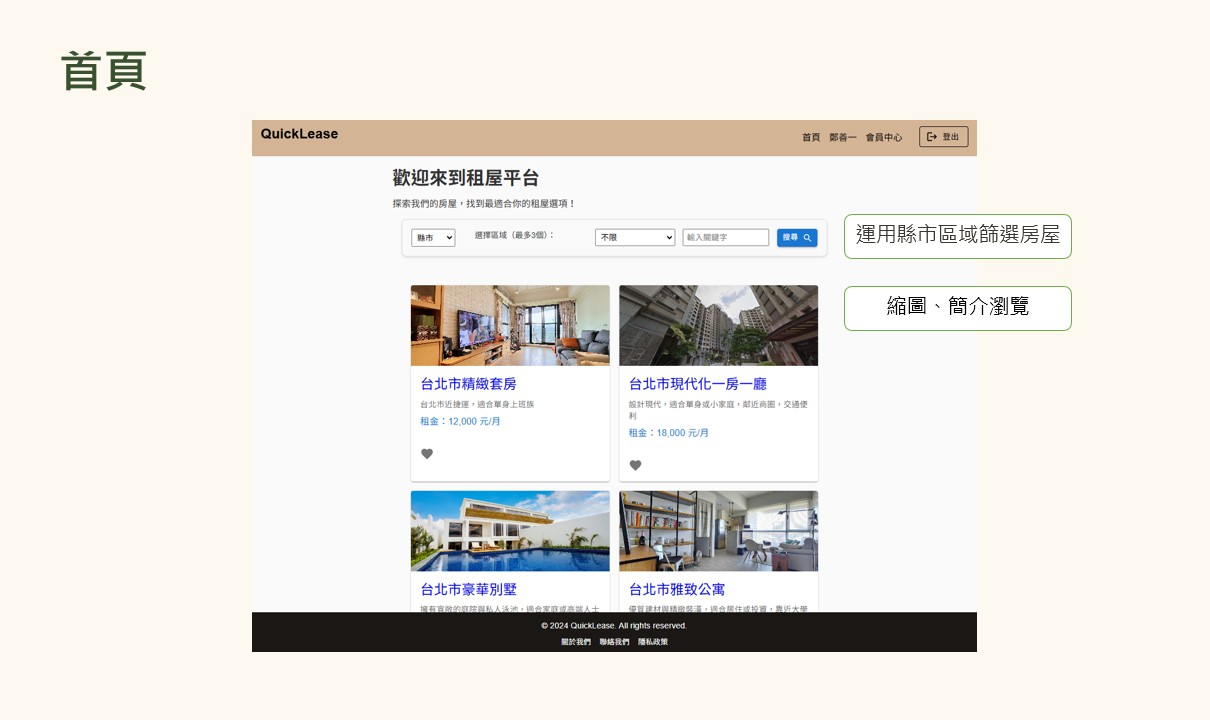 首頁
QuickLease
首頁 鄭善一 會員中心 登出
歡迎來到租屋平台
探索我們的房屋，找到最適合你的租屋選項！
縣市 選擇區域（最多3個）： 不限 輸入關鍵字 搜尋
運用縣市區域篩選房屋
縮圖、簡介瀏覽
台北市精緻套房
台北市近捷運，適合單身上班族
租金：12,000 元/月
台北市現代化一房一廳
設計現代，適合單身或小家庭，鄰近商圈，交通便
利
租金：18,000 元/月
台北市豪華別墅
擁有寬敞的庭院與私人泳池，適合家庭或高端人士
台北市雅致公寓
優質建材與精緻裝潢，適合居住或投資，靠近大學
© 2024 QuickLease. All rights reserved.
關於我們 聯絡我們 隱私政策